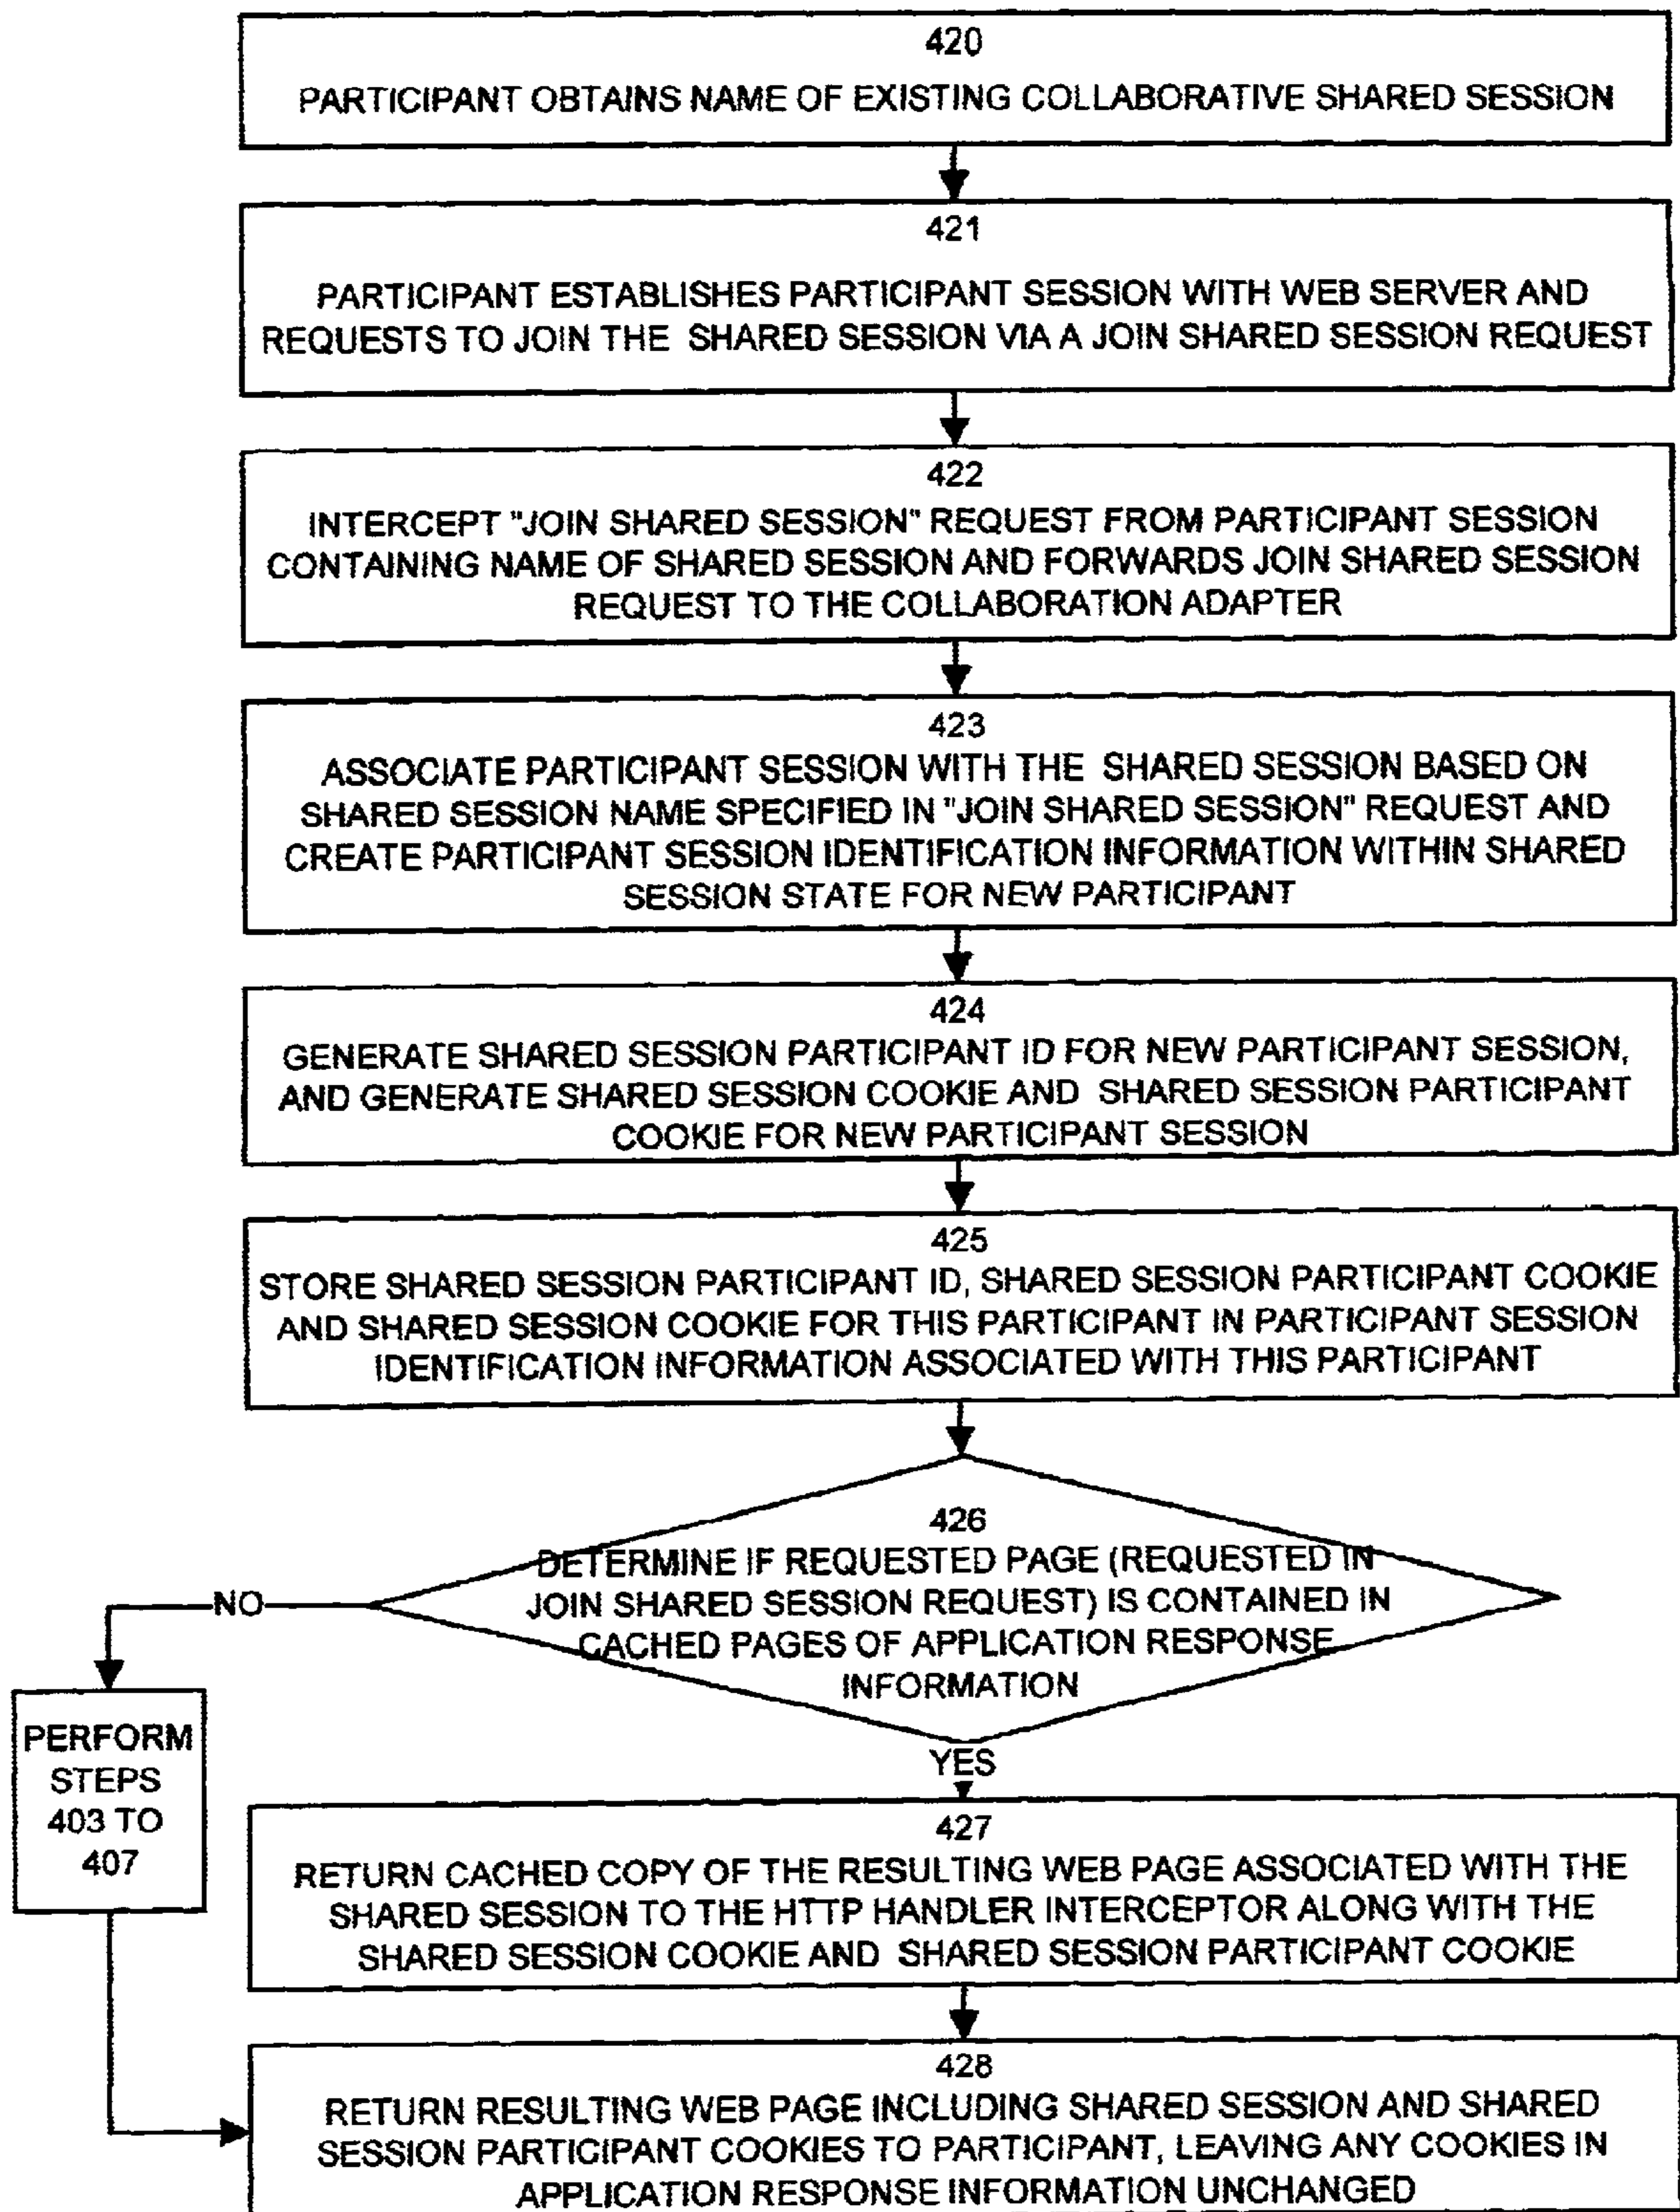 420
PARTICIPANT OBTAINS NAME OF EXISTING COLLABORATIVE SHARED SESSION
421
PARTICIPANT ESTABLISHES PARTICIPANT SESSION WITH WEB SERVER AND
REQUESTS TO JOIN THE SHARED SESSION VIA A JOIN SHARED SESSION REQUEST
422
INTERCEPT "JOIN SHARED SESSION" REQUEST FROM PARTICIPANT SESSION
CONTAINING NAME OF SHARED SESSION AND FORWARDS JOIN SHARED SESSION
REQUEST TO THE COLLABORATION ADAPTER
423
ASSOCIATE PARTICIPANT SESSION WITH THE SHARED SESSION BASED ON
SHARED SESSION NAME SPECIFIED IN "JOIN SHARED SESSION" REQUEST AND
CREATE PARTICIPANT SESSION IDENTIFICATION INFORMATION WITHIN SHARED
SESSION STATE FOR NEW PARTICIPANT
424
GENERATE SHARED SESSION PARTICIPANT ID FOR NEW PARTICIPANT SESSION,
AND GENERATE SHARED SESSION COOKIE AND SHARED SESSION PARTICIPANT
COOKIE FOR NEW PARTICIPANT SESSION
425
STORE SHARED SESSION PARTICIPANT ID, SHARED SESSION PARTICIPANT COOKIE
AND SHARED SESSION COOKIE FOR THIS PARTICIPANT IN PARTICIPANT SESSION
IDENTIFICATION INFORMATION ASSOCIATED WITH THIS PARTICIPANT
426
DETERMINE IF REQUESTED PAGE (REQUESTED IN
JOIN SHARED SESSION REQUEST) IS CONTAINED IN
CACHED PAGES OF APPLICATION RESPONSE
INFORMATION
NO
PERFORM
STEPS
403 TO
407
YES
427
RETURN CACHED COPY OF THE RESULTING WEB PAGE ASSOCIATED WITH THE
SHARED SESSION TO THE HTTP HANDLER INTERCEPTOR ALONG WITH THE
SHARED SESSION COOKIE AND SHARED SESSION PARTICIPANT COOKIE
428
RETURN RESULTING WEB PAGE INCLUDING SHARED SESSION AND SHARED
SESSION PARTICIPANT COOKIES TO PARTICIPANT, LEAVING ANY COOKIES IN
APPLICATION RESPONSE INFORMATION UNCHANGED